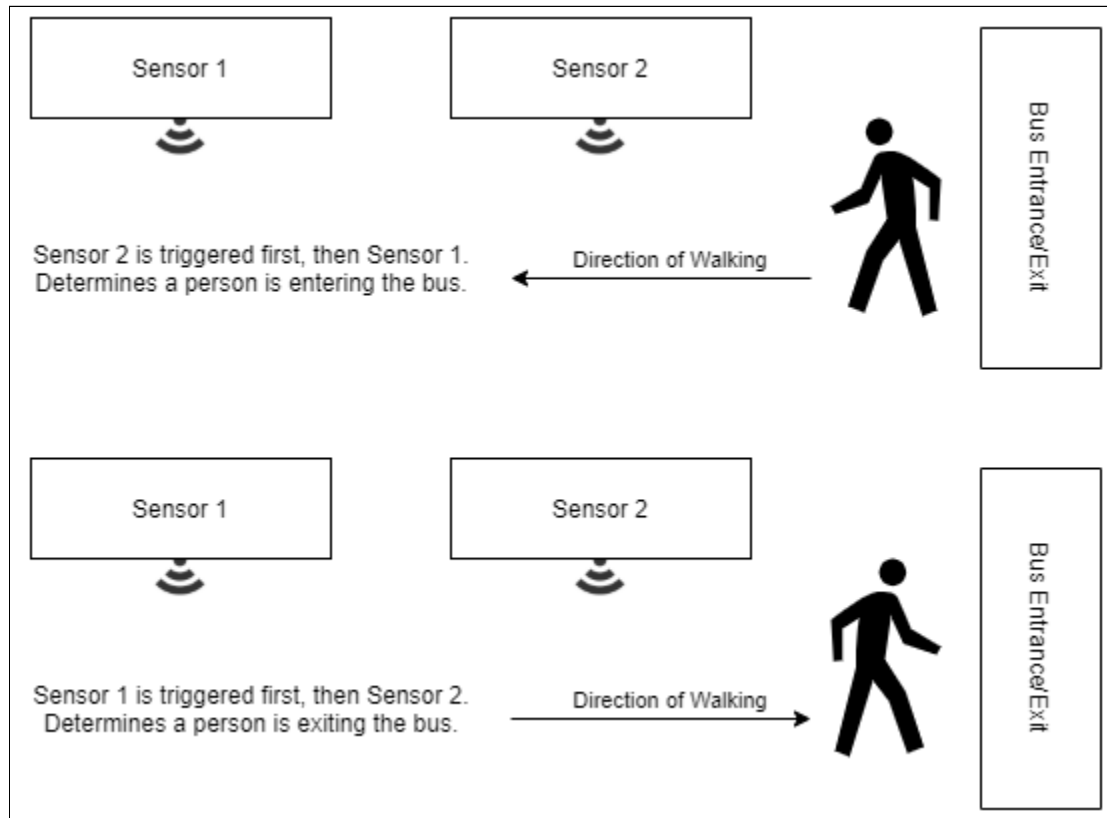 Sensor 1
Sensor 2
Bus Entrance/Exit
Sensor 2 is triggered first, then Sensor 1.
Determines a person is entering the bus.
Direction of Walking
Sensor 1
Sensor 2
Bus Entrance/Exit
Sensor 1 is triggered first, then Sensor 2.
Determines a person is exiting the bus.
Direction of Walking